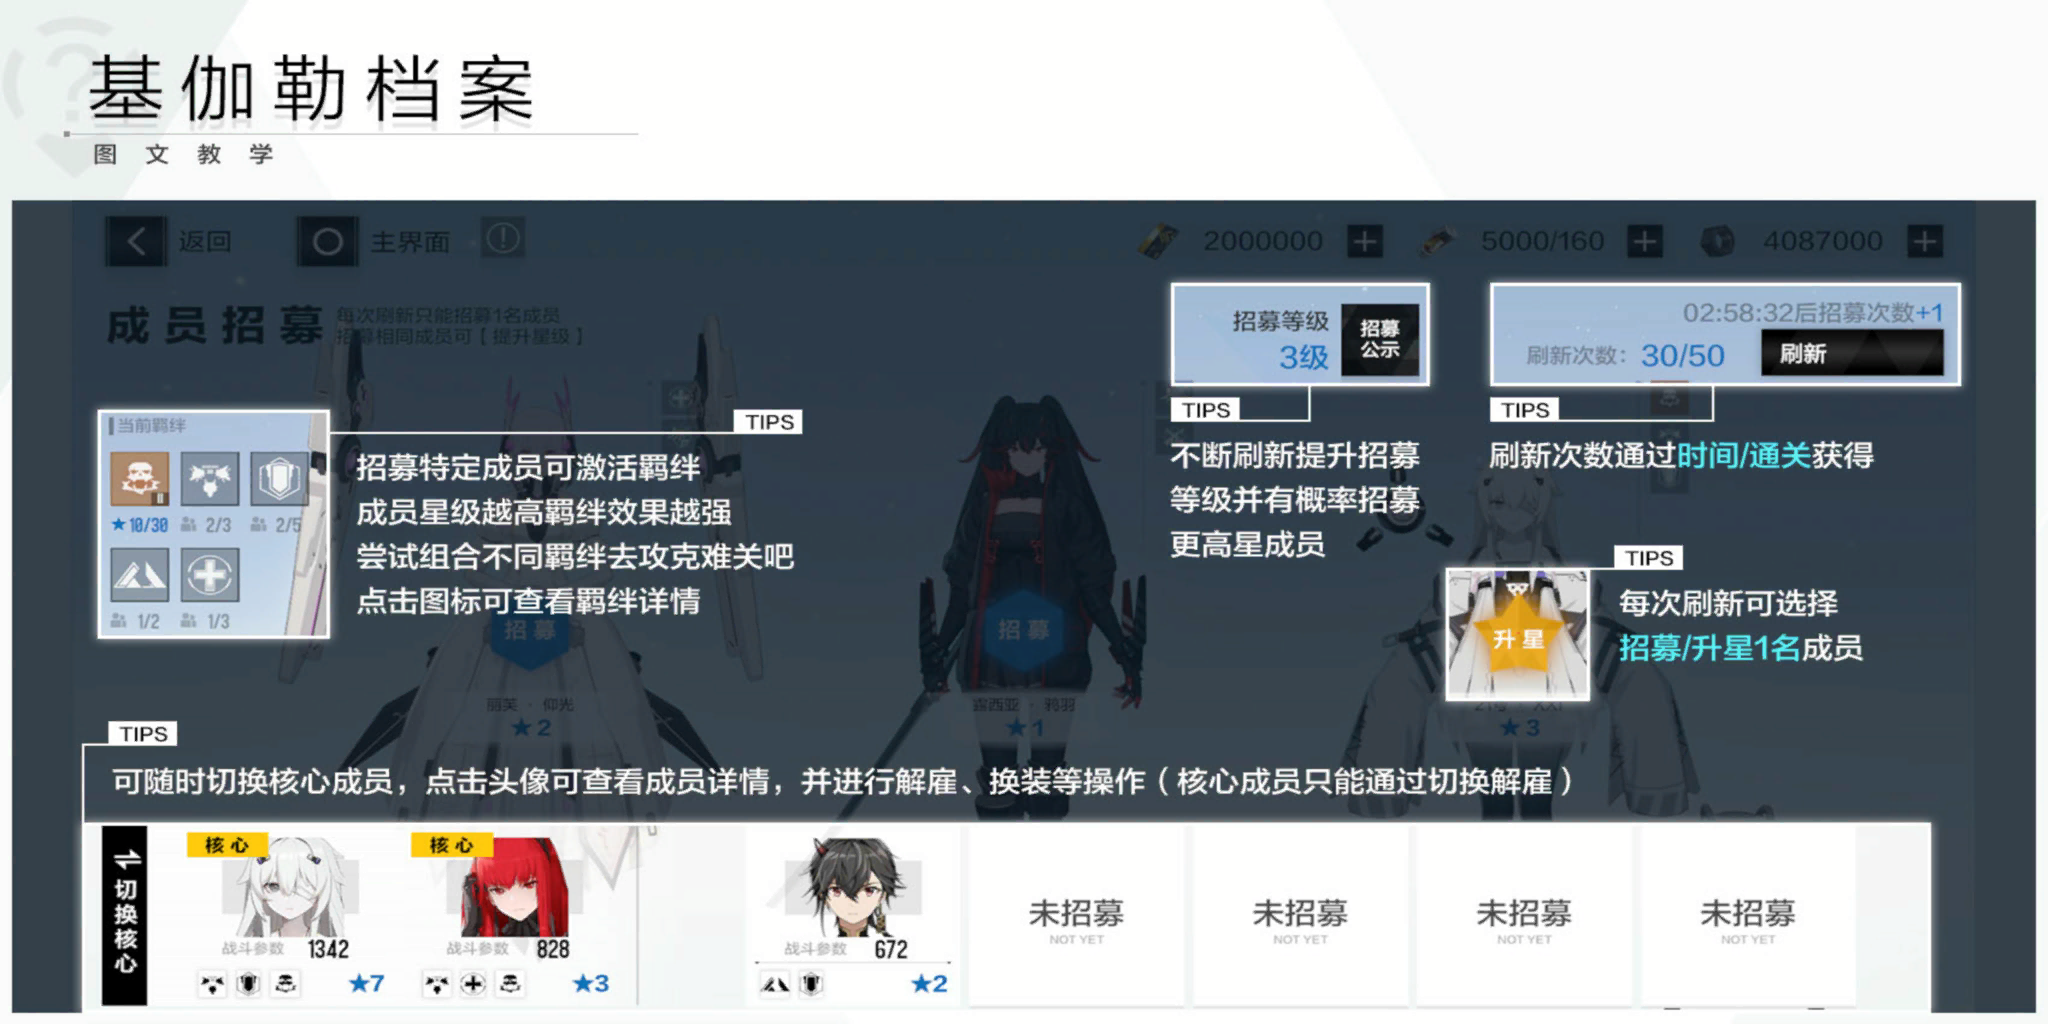 基伽勒档案
图文教学
返回
主界面
2000000
5000/160
4087000
成员招募
每次刷新只能招募1名成员
招募相同成员可【提升星级】
招募等级
3级
招募
公示
02:58:32后招募次数+1
刷新次数：30/50
刷新
TIPS
不断刷新提升招募
等级并有概率招募
更高星成员
TIPS
刷新次数通过时间/通关获得
当前羁绊
★10/30
2/3
2/5
1/2
1/3
TIPS
招募特定成员可激活羁绊
成员星级越高羁绊效果越强
尝试组合不同羁绊去攻克难关吧
点击图标可查看羁绊详情
招募
丽芙·仰光
★2
招募
露西亚·鸦羽
★1
升星
21号·XXI
★3
TIPS
每次刷新可选择
招募/升星1名成员
TIPS
可随时切换核心成员，点击头像可查看成员详情，并进行解雇、换装等操作（核心成员只能通过切换解雇）
切换核心
核心
战斗参数 1342
★7
核心
战斗参数 828
★3
战斗参数 672
★2
未招募
NOT YET
未招募
NOT YET
未招募
NOT YET
未招募
NOT YET